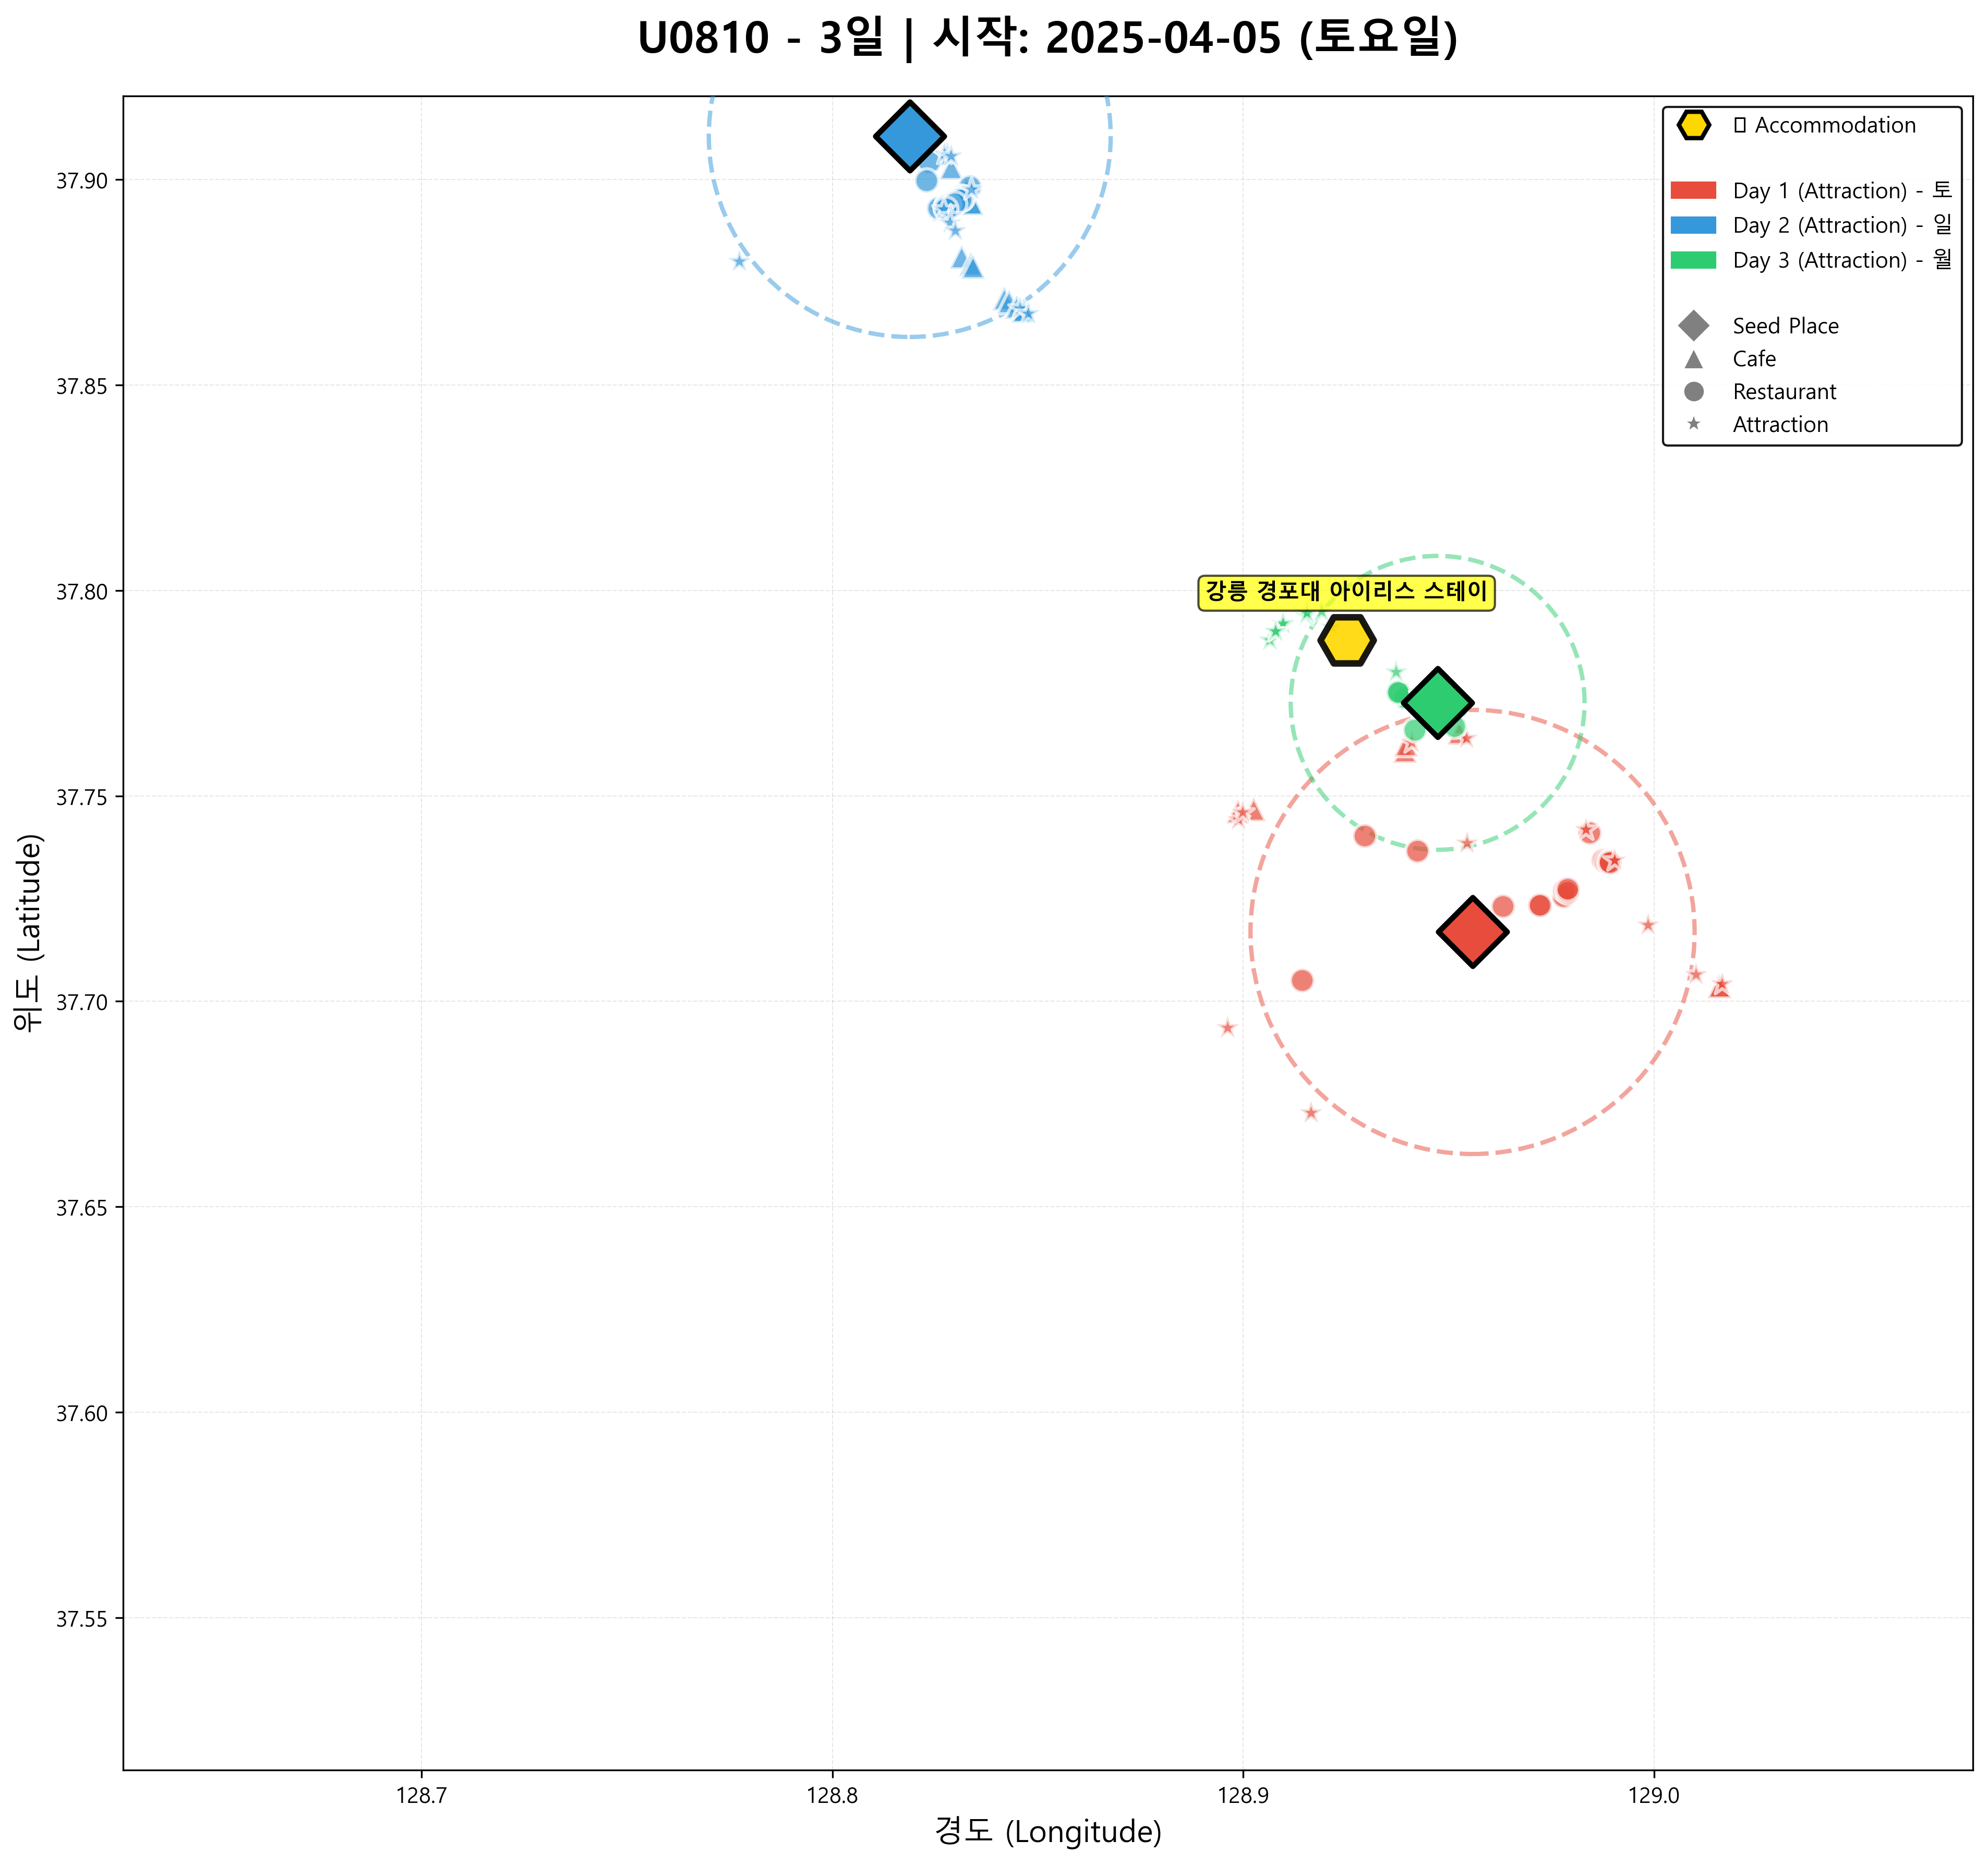 U0810 - 3일 | 시작: 2025-04-05 (토요일)
Accommodation
Day 1 (Attraction) - 토
Day 2 (Attraction) - 일
Day 3 (Attraction) - 월
Seed Place
Cafe
Restaurant
Attraction
강릉 경포대 아이리스 스테이
위도 (Latitude)
37.90
37.85
37.80
37.75
37.70
37.65
37.60
37.55
128.7
128.8
128.9
129.0
경도 (Longitude)